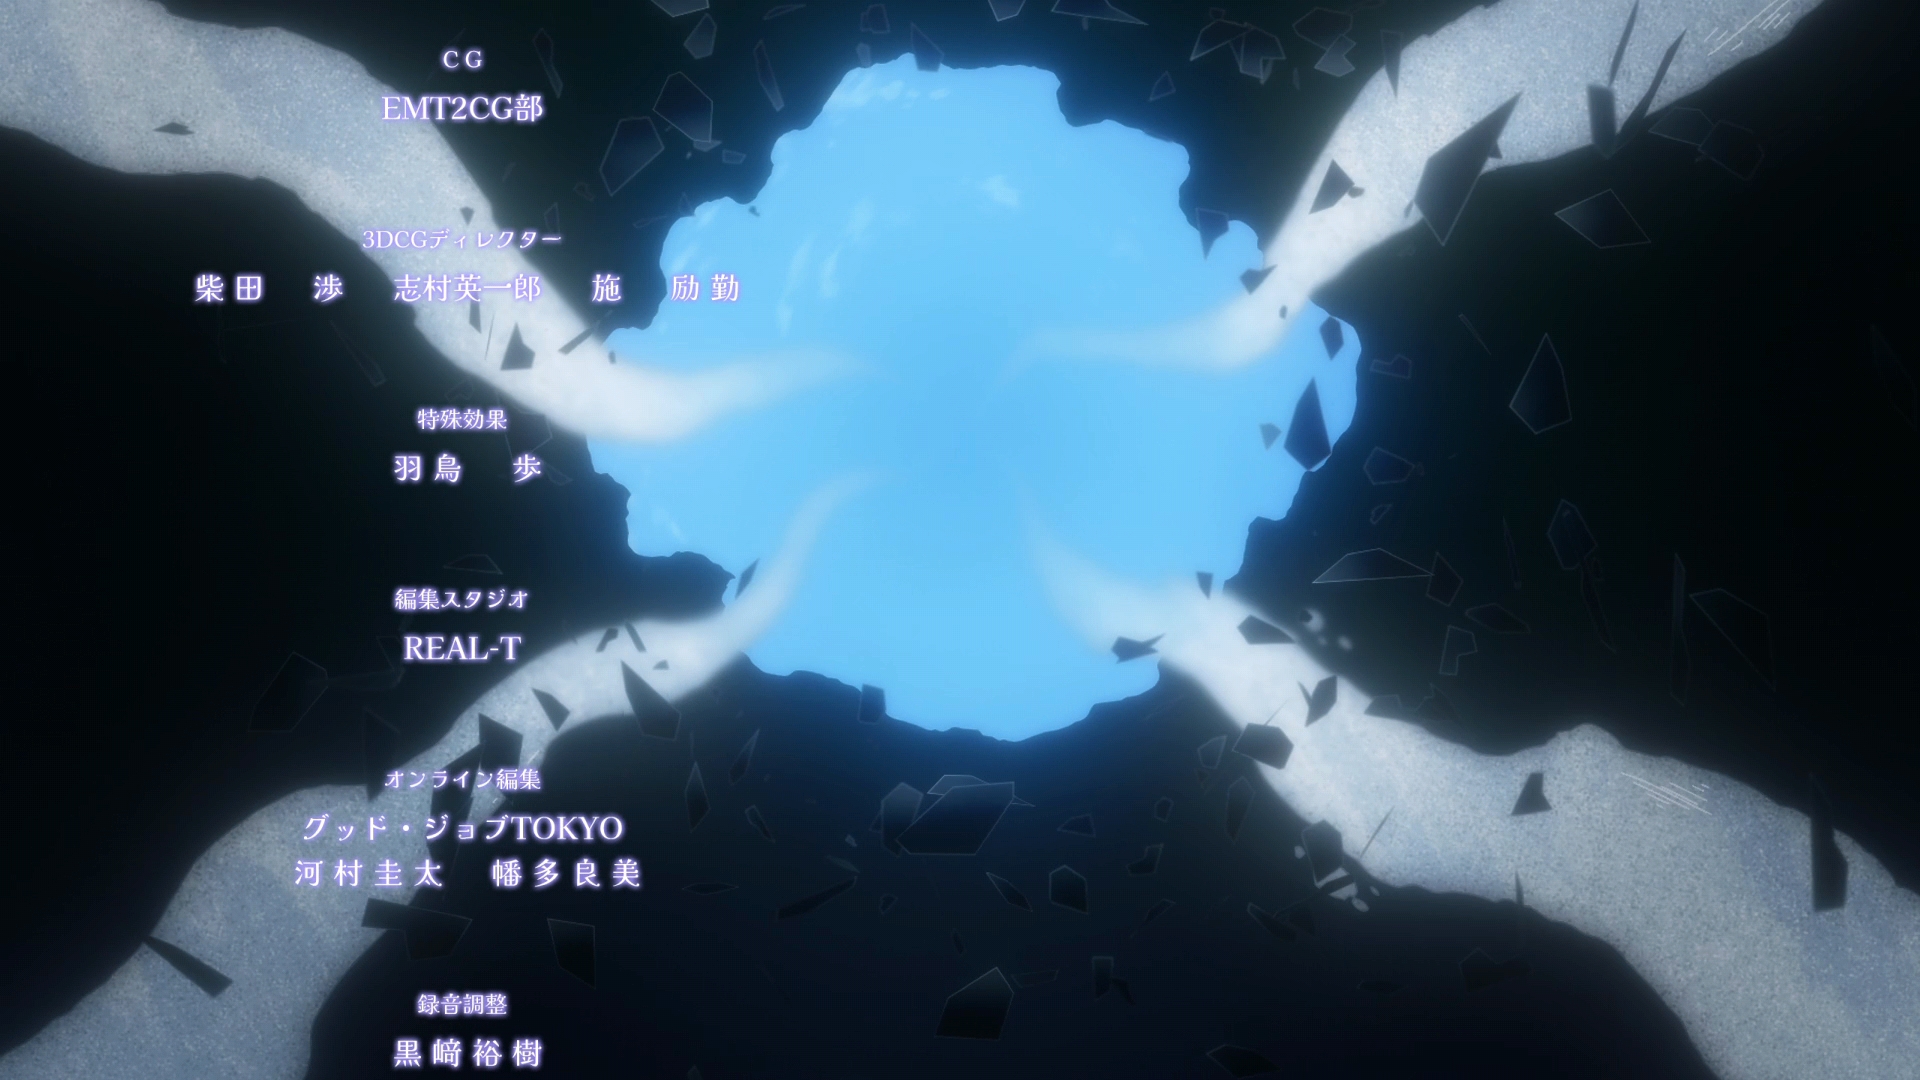 CG
EMT2CG部
3DCGディレクター
柴田 渉 志村英一郎 施 励勤
特殊効果
羽鳥 歩
編集スタジオ
REAL-T
オンライン編集
グッド・ジョブTOKYO
河村圭太 幡多良美
録音調整
黒﨑裕樹